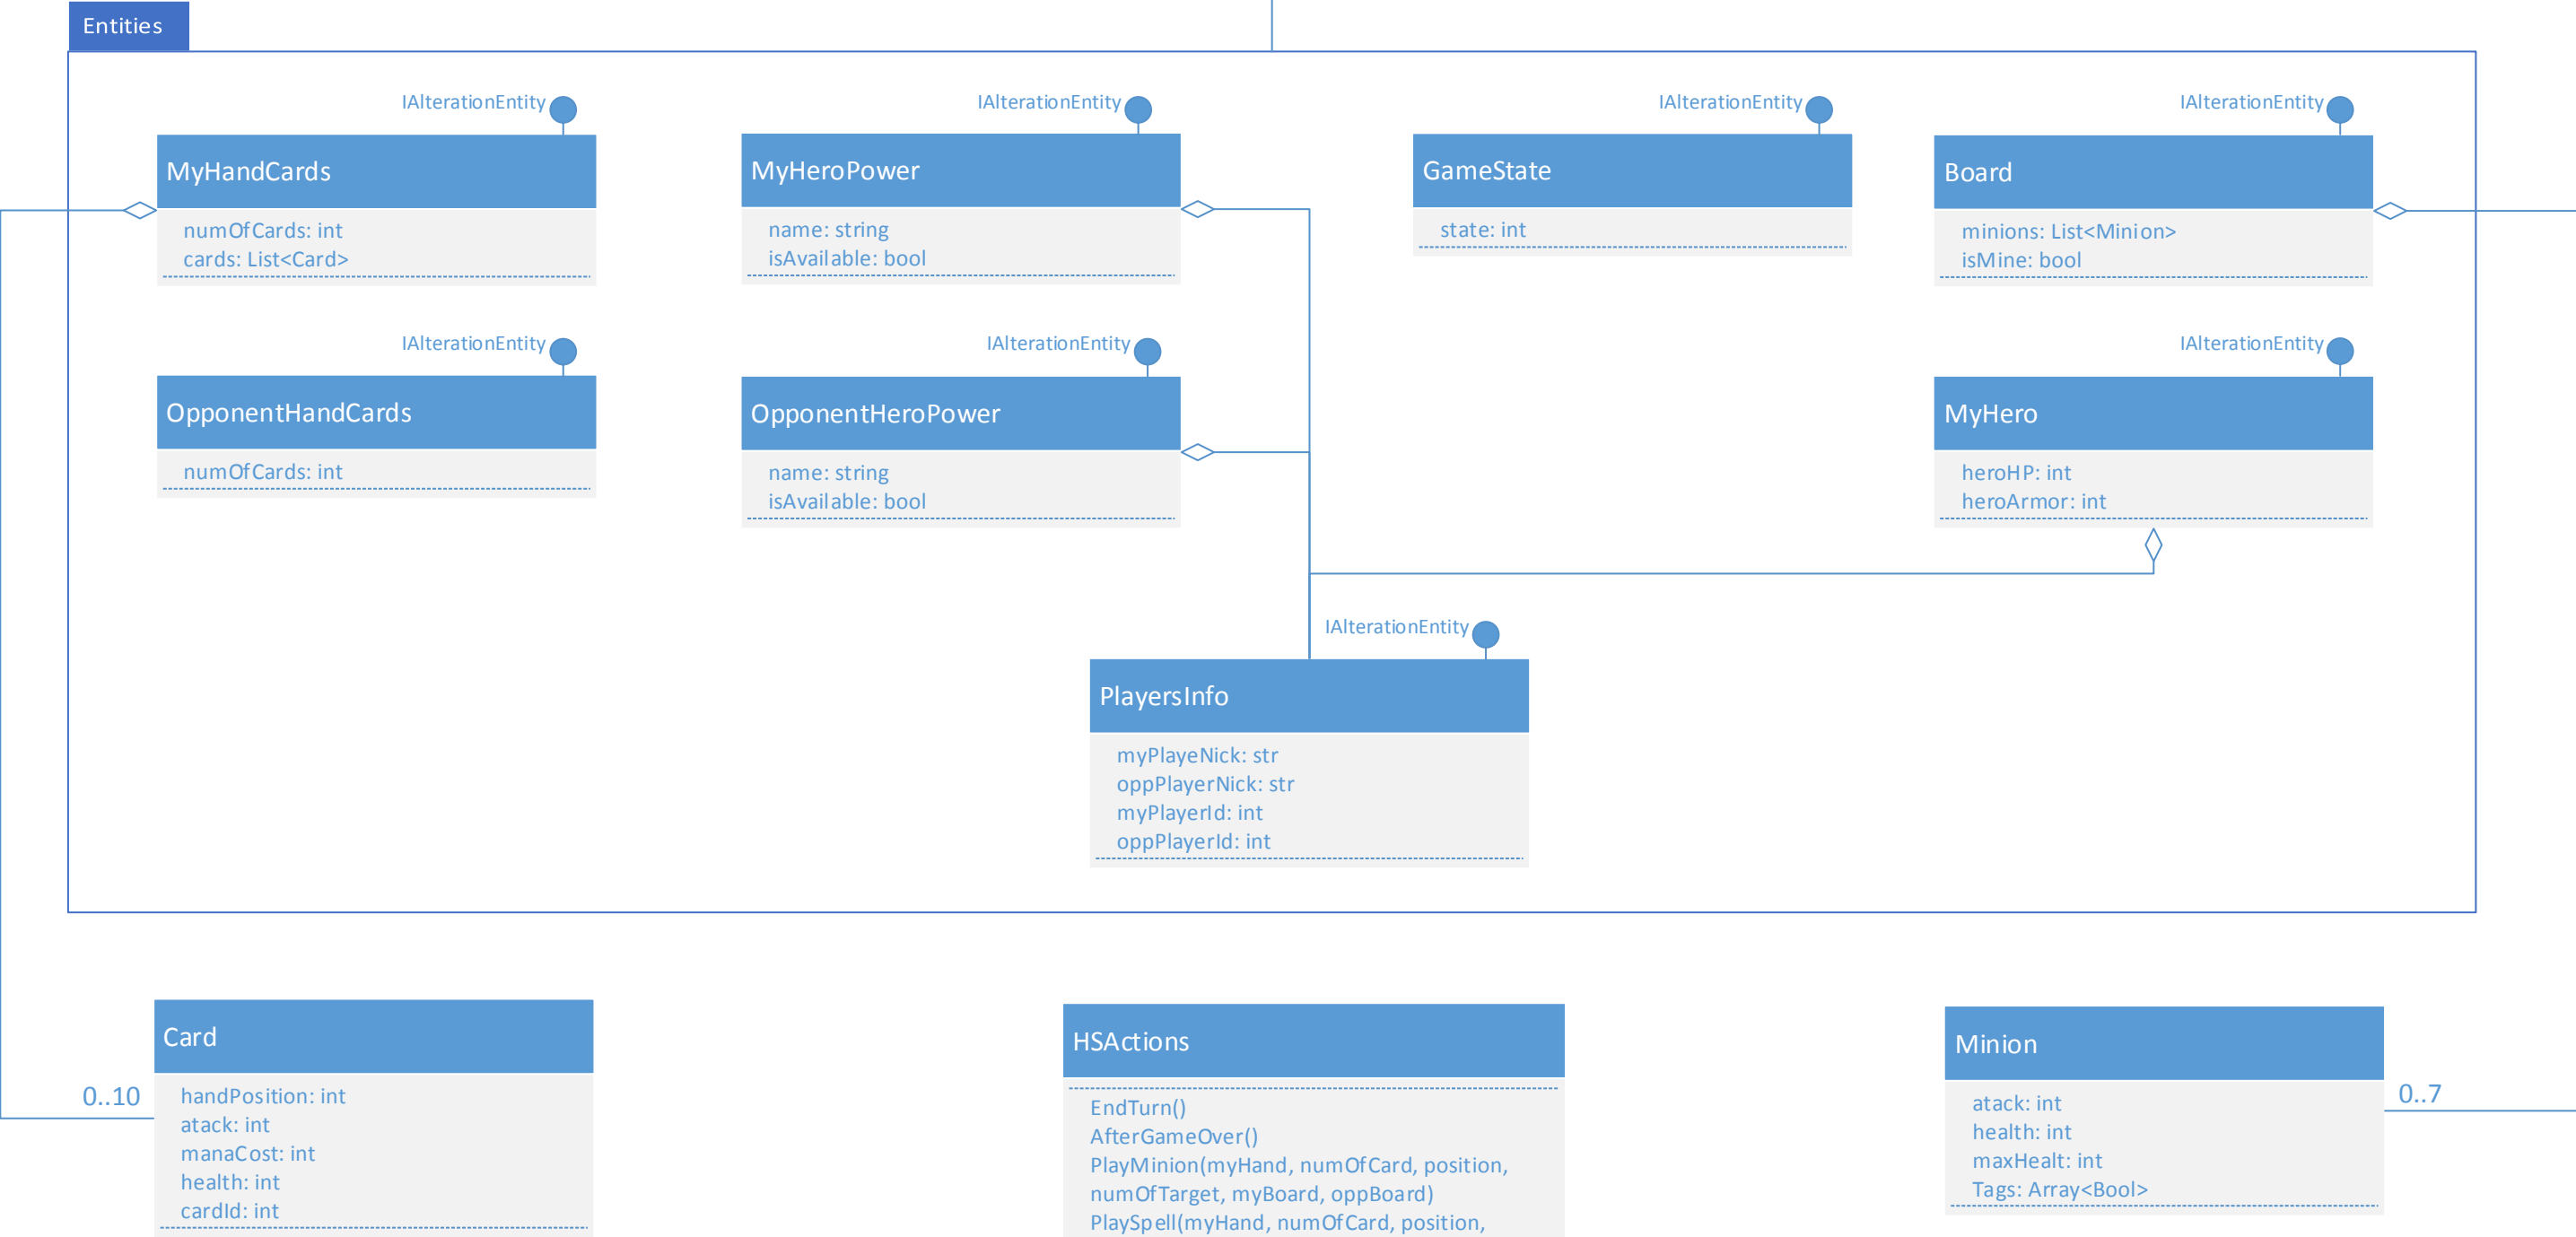 Entities
IAlterationEntity
MyHandCards
numOfCards: int
cards: List<Card>
IAlterationEntity
MyHeroPower
name: string
isAvailable: bool
IAlterationEntity
GameState
state: int
IAlterationEntity
Board
minions: List<Minion>
isMine: bool
IAlterationEntity
OpponentHandCards
numOfCards: int
IAlterationEntity
OpponentHeroPower
name: string
isAvailable: bool
IAlterationEntity
MyHero
heroHP: int
heroArmor: int
IAlterationEntity
PlayersInfo
myPlayeNick: str
oppPlayerNick: str
myPlayerId: int
oppPlayerId: int
Card
0..10
handPosition: int
atack: int
manaCost: int
health: int
cardId: int
HSActions
EndTurn()
AfterGameOver()
PlayMinion(myHand, numOfCard, position,
numOfTarget, myBoard, oppBoard)
PlaySpell(myHand, numOfCard, position,
Minion
0..7
atack: int
health: int
maxHealt: int
Tags: Array<Bool>